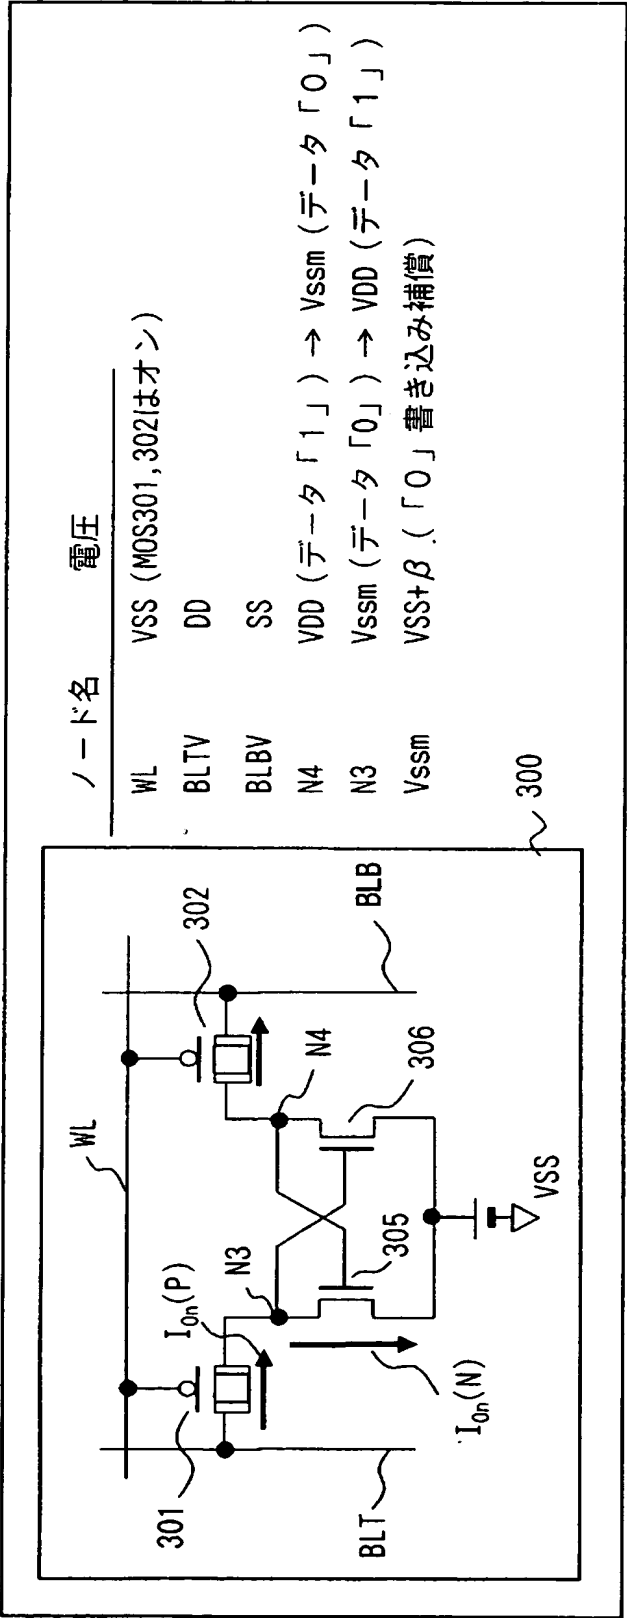 ノード名 電圧
WL VSS (MOS301,302はオン)
BLTV DD
BLBV SS
N4 VDD (データ「1」) → Vssm (データ「0」)
N3 Vssm (データ「0」) → VDD (データ「1」)
Vssm VSS+β.(「0」書き込み補償)
300
WL
302
301
I0n(P)
N3
N4
305
306
I0n(N)
BLT
BLB
VSS